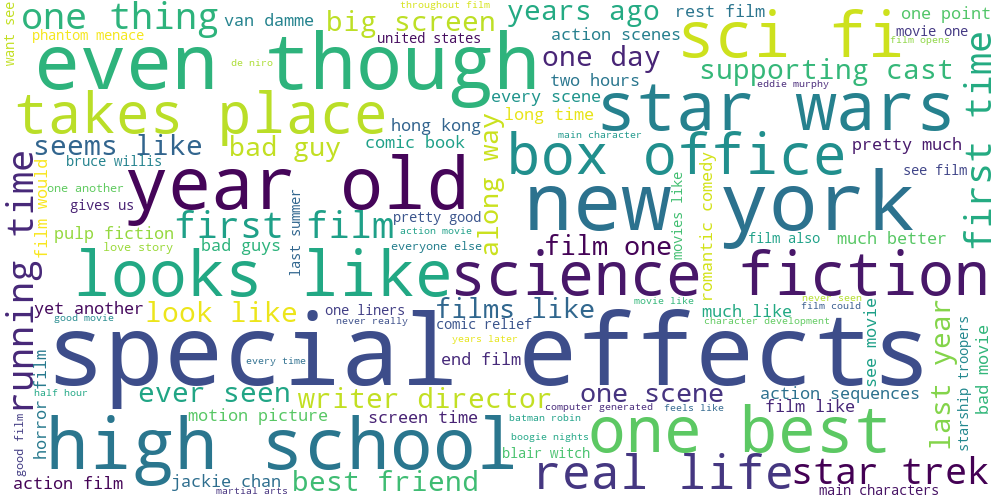 throughout film
one thing
van damme
big screen
years ago
rest film
one point
want see
phantom menace
united states
action scenes
sci fi
movie one
film opens
even though
de niro
one day
supporting cast
first time
two hours
eddie murphy
takes place
every scene
star wars
long time
hong kong
main character
seems like
bad guy
comic book
along way
box office
pretty much
bruce willis
year old
see film
running time
film would
one another
gives us
last summer
new york
movies like
romantic comedy
pulp fiction
first film
pretty good
action movie
love story
bad guys
everyone else
film one
film also
much better
looks like
science fiction
yet another
look like
one liners
films like
movie like
much like
never seen
film could
good movie
never really
comic relief
character development
special effects
years later
see movie
last year
starship troopers
bad movie
every time
end film
horror film
half hour
ever seen
writer director
one scene
action sequences
motion picture
screen time
computer generated
feels like
film like
good film
high school
batman robin
boogie nights
one best
blair witch
real life
star trek
action film
jackie chan
martial arts
best friend
main characters